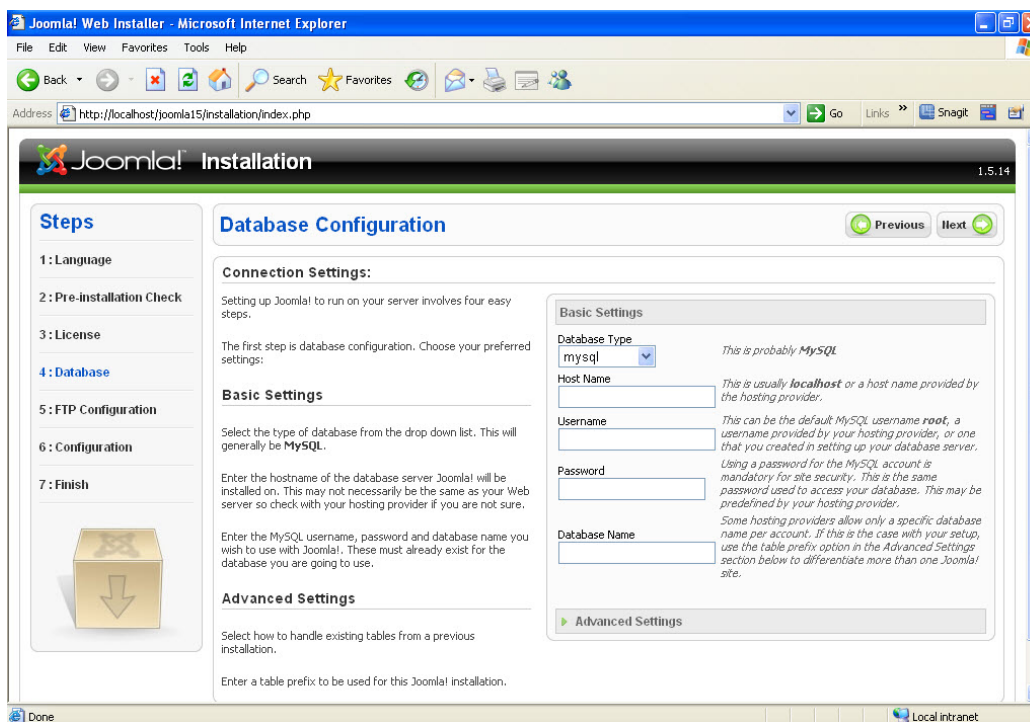 Joomla! Web Installer - Microsoft Internet Explorer
File Edit View Favorites Tools Help
Back Search Favorites
Address http://localhost/joomla15/installation/index.php Go Links » Snagit
Joomla! Installation
1.5.14
Steps
1 : Language
2 : Pre-installation Check
3 : License
4 : Database
5 : FTP Configuration
6 : Configuration
7 : Finish
Database Configuration
Previous Next
Connection Settings:
Setting up Joomla! to run on your server involves four easy
steps.
The first step is database configuration. Choose your preferred
settings:
Basic Settings
Select the type of database from the drop down list. This will
generally be MySQL.
Enter the hostname of the database server Joomla! will be
installed on. This may not necessarily be the same as your Web
server so check with your hosting provider if you are not sure.
Enter the MySQL username, password and database name you
wish to use with Joomla!. These must already exist for the
database you are going to use.
Advanced Settings
Select how to handle existing tables from a previous
installation.
Enter a table prefix to be used for this Joomla! installation.
Basic Settings
Database Type
mysql
This is probably MySQL
Host Name
This is usually localhost or a host name provided by
the hosting provider.
Username
This can be the default MySQL username root, a
username provided by your hosting provider, or one
that you created in setting up your database server.
Password
Using a password for the MySQL account is
mandatory for site security. This is the same
password used to access your database. This may be
predefined by your hosting provider.
Database Name
Some hosting providers allow only a specific database
name per account. If this is the case with your setup,
use the table prefix option in the Advanced Settings
section below to differentiate more than one Joomla!
site.
Advanced Settings
Done
Local intranet